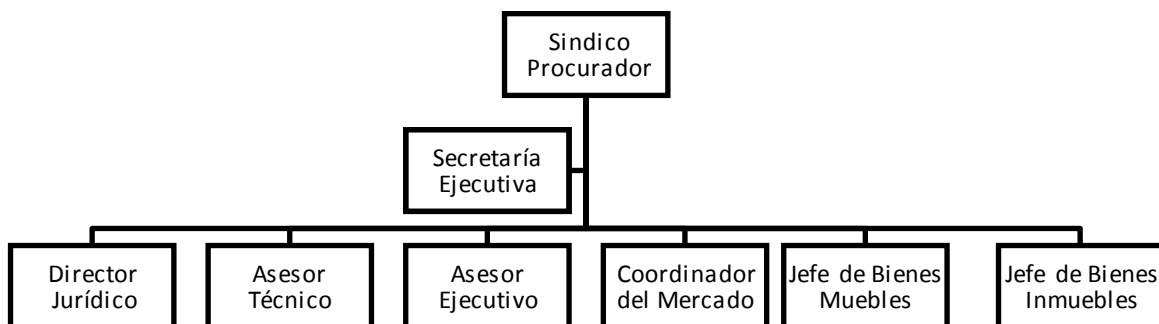 Sindico
Procurador
Secretaría
Ejecutiva
Director
Jurídico
Asesor
Técnico
Asesor
Ejecutivo
Coordinador
del Mercado
Jefe de Bienes
Muebles
Jefe de Bienes
Inmuebles